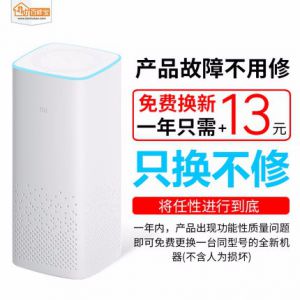 mi
产品故障不用修
免费换新
一年只需+13元
只换不修
将任性进行到底
一年内，产品出现功能性质量问题
即可免费更换一台同型号的全新机
器(不含人为损坏)